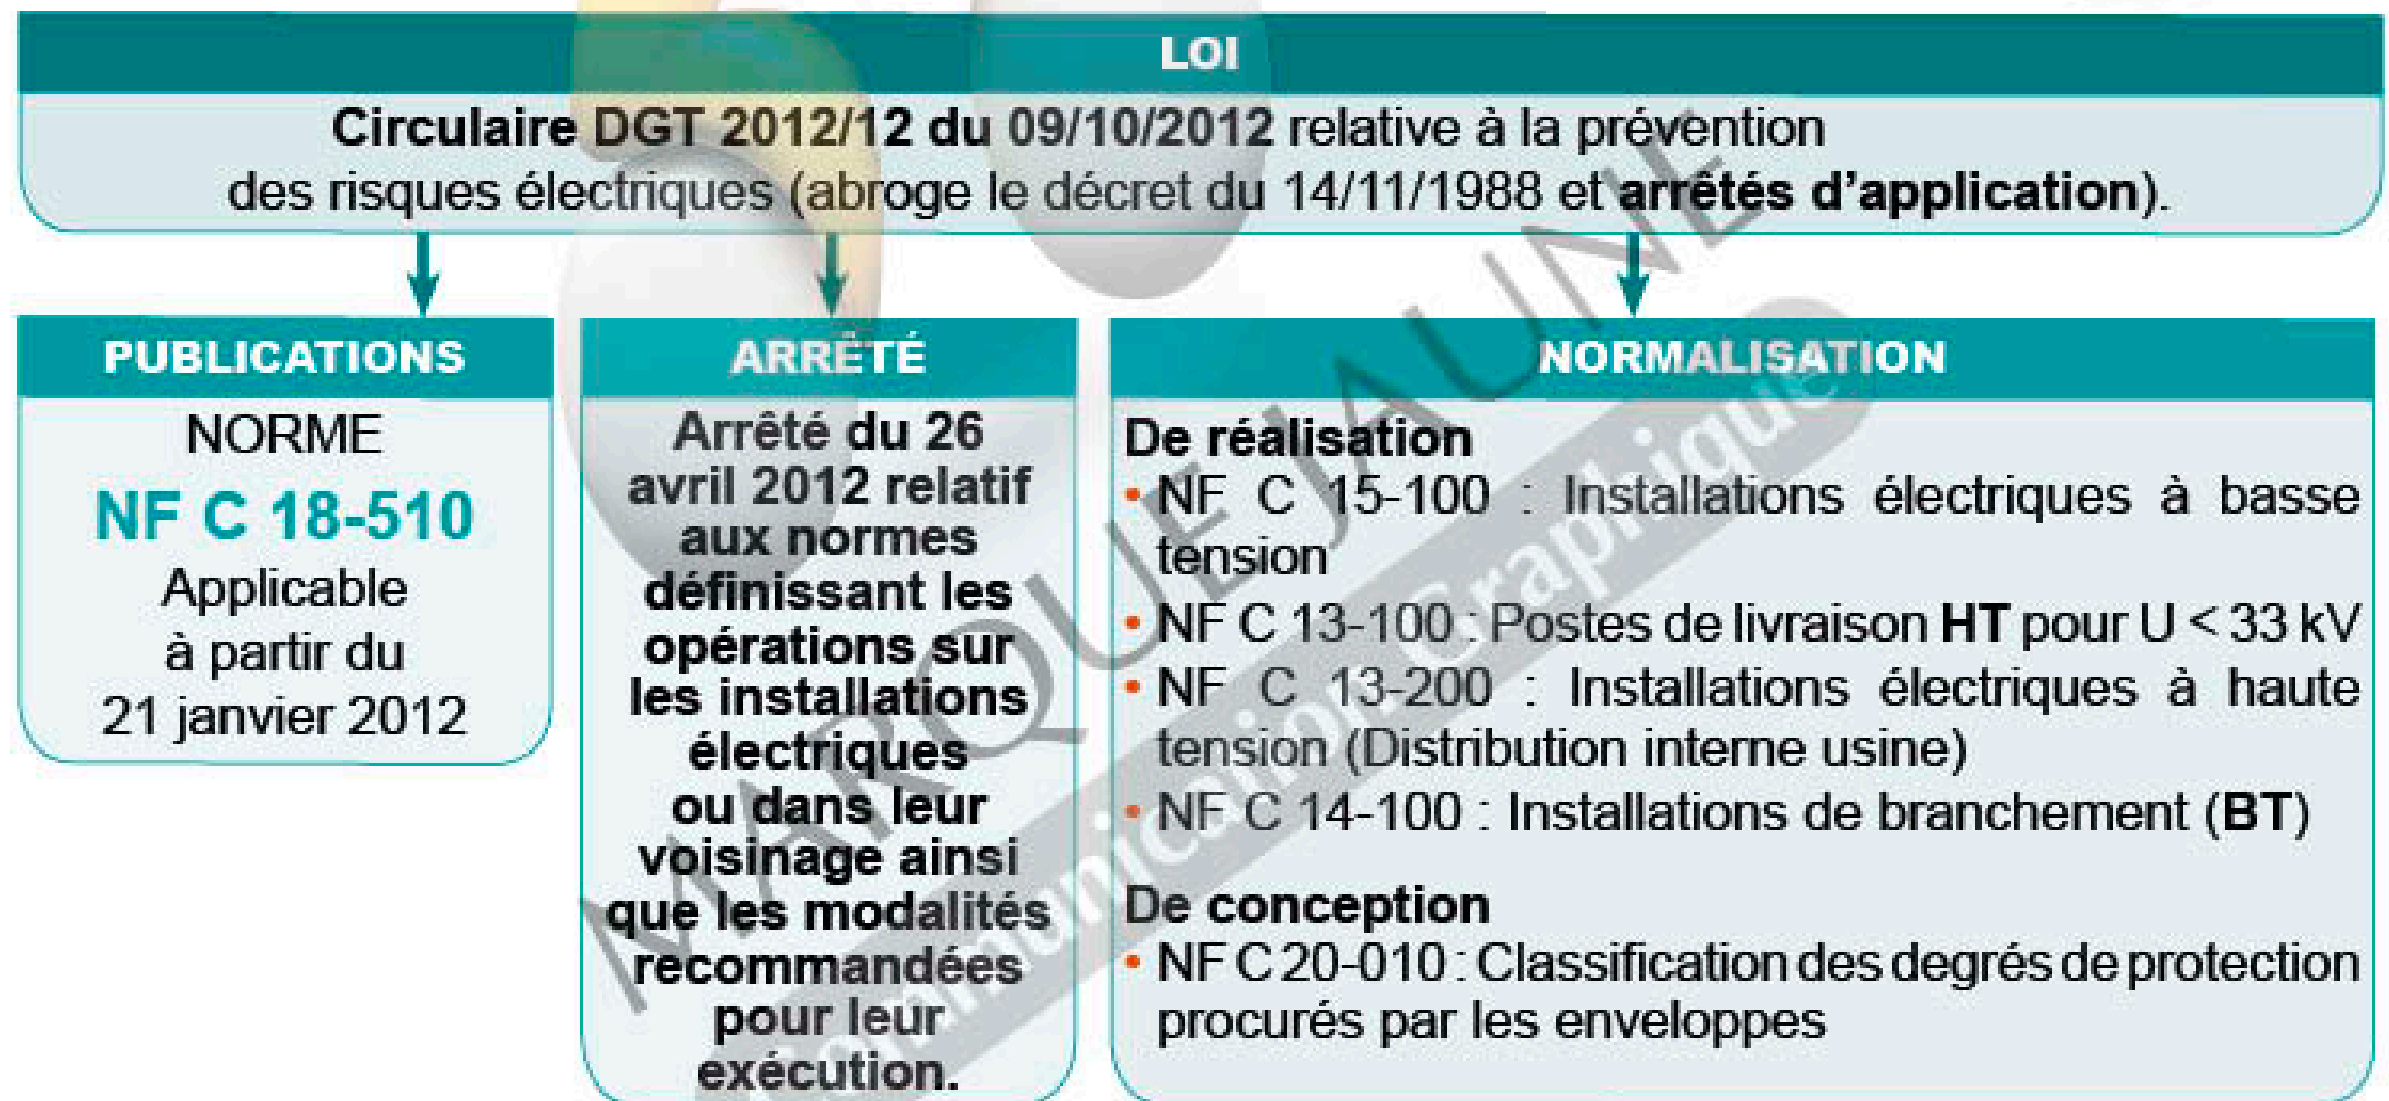 LOI
Circulaire DGT 2012/12 du 09/10/2012 relative à la prévention
des risques électriques (abroge le décret du 14/11/1988 et arrêtés d'application).
PUBLICATIONS
NORME
NF C 18-510
Applicable
à partir du
21 janvier 2012
ARRÊTÉ
Arrêté du 26
avril 2012 relatif
aux normes
définissant les
opérations sur
les installations
électriques
ou dans leur
voisinage ainsi
que les modalités
recommandées
pour leur
exécution.
NORMALISATION
De réalisation
• NF C 15-100 : Installations électriques à basse
tension
• NF C 13-100 : Postes de livraison HT pour U < 33 kV
• NF C 13-200 : Installations électriques à haute
tension (Distribution interne usine)
• NF C 14-100 : Installations de branchement (BT)
De conception
• NF C 20-010 : Classification des degrés de protection
procurés par les enveloppes
MARQUE JAUNE
Communication Graphique